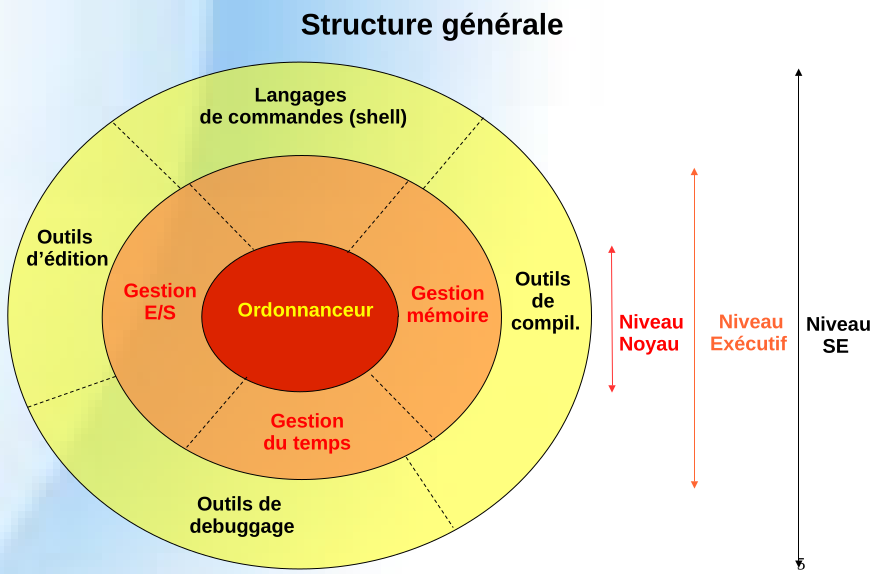 Structure générale
Langages
de commandes (shell)
Outils
d’édition
Gestion
E/S
Ordonnanceur
Gestion
mémoire
Outils
de
compil.
Niveau
Noyau
Niveau
Exécutif
Niveau
SE
Gestion
du temps
Outils de
debuggage
5